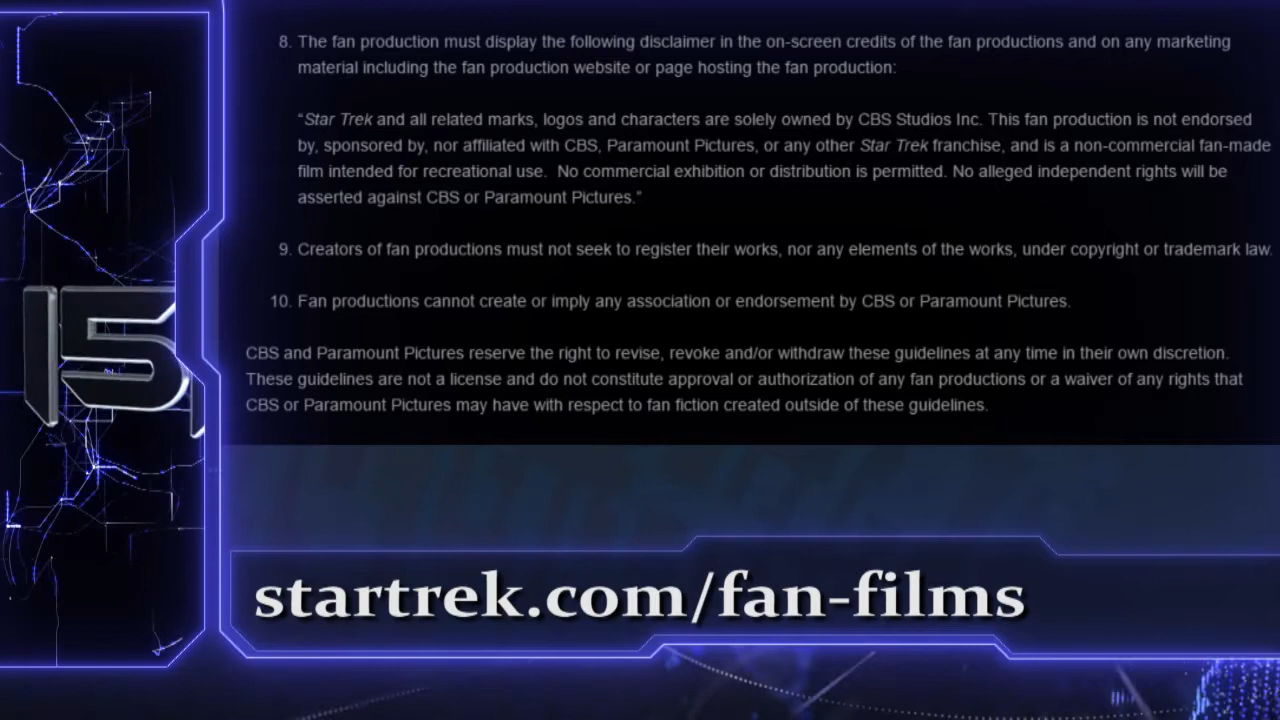 8. The fan production must display the following disclaimer in the on-screen credits of the fan productions and on any marketing
material including the fan production website or page hosting the fan production:
“Star Trek and all related marks, logos and characters are solely owned by CBS Studios Inc. This fan production is not endorsed
by, sponsored by, nor affiliated with CBS, Paramount Pictures, or any other Star Trek franchise, and is a non-commercial fan-made
film intended for recreational use.  No commercial exhibition or distribution is permitted. No alleged independent rights will be
asserted against CBS or Paramount Pictures.”
9. Creators of fan productions must not seek to register their works, nor any elements of the works, under copyright or trademark law.
10. Fan productions cannot create or imply any association or endorsement by CBS or Paramount Pictures.
CBS and Paramount Pictures reserve the right to revise, revoke and/or withdraw these guidelines at any time in their own discretion.
These guidelines are not a license and do not constitute approval or authorization of any fan productions or a waiver of any rights that
CBS or Paramount Pictures may have with respect to fan fiction created outside of these guidelines.
15
startrek.com/fan-films